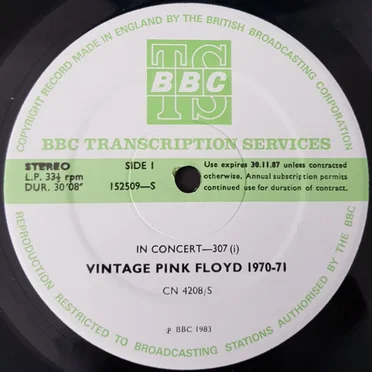 COPYRIGHT RECORD MADE IN ENGLAND BY THE BRITISH BROADCASTING CORPORATION
TS
BBC
BBC TRANSCRIPTION SERVICES
STEREO
L.P. 33⅓ rpm
DUR. 30'08"
SIDE I
152509—S
Use expires 30.11.87 unless contracted
otherwise. Annual subscription permits
continued use for duration of contract.
IN CONCERT—307 (i)
VINTAGE PINK FLOYD 1970-71
CN 4208/S
℗ BBC 1983
REPRODUCTION RESTRICTED TO BROADCASTING STATIONS AUTHORISED BY THE BBC